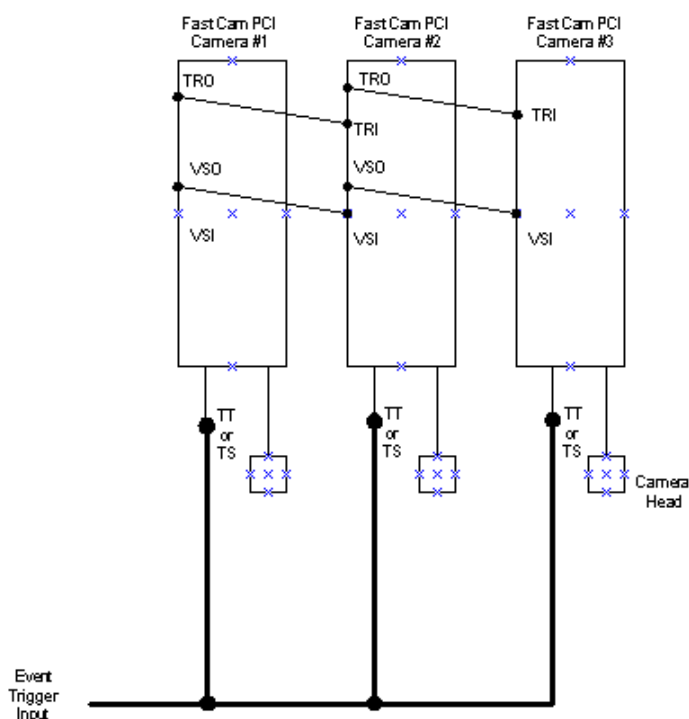 Fast Cam PCI
Camera #1
Fast Cam PCI
Camera #2
Fast Cam PCI
Camera #3
TRO
TRO
TRI
TRI
VSO
VSO
VSI
VSI
VSI
TT
or
TS
TT
or
TS
TT
or
TS
Camera
Head
Event
Trigger
Input